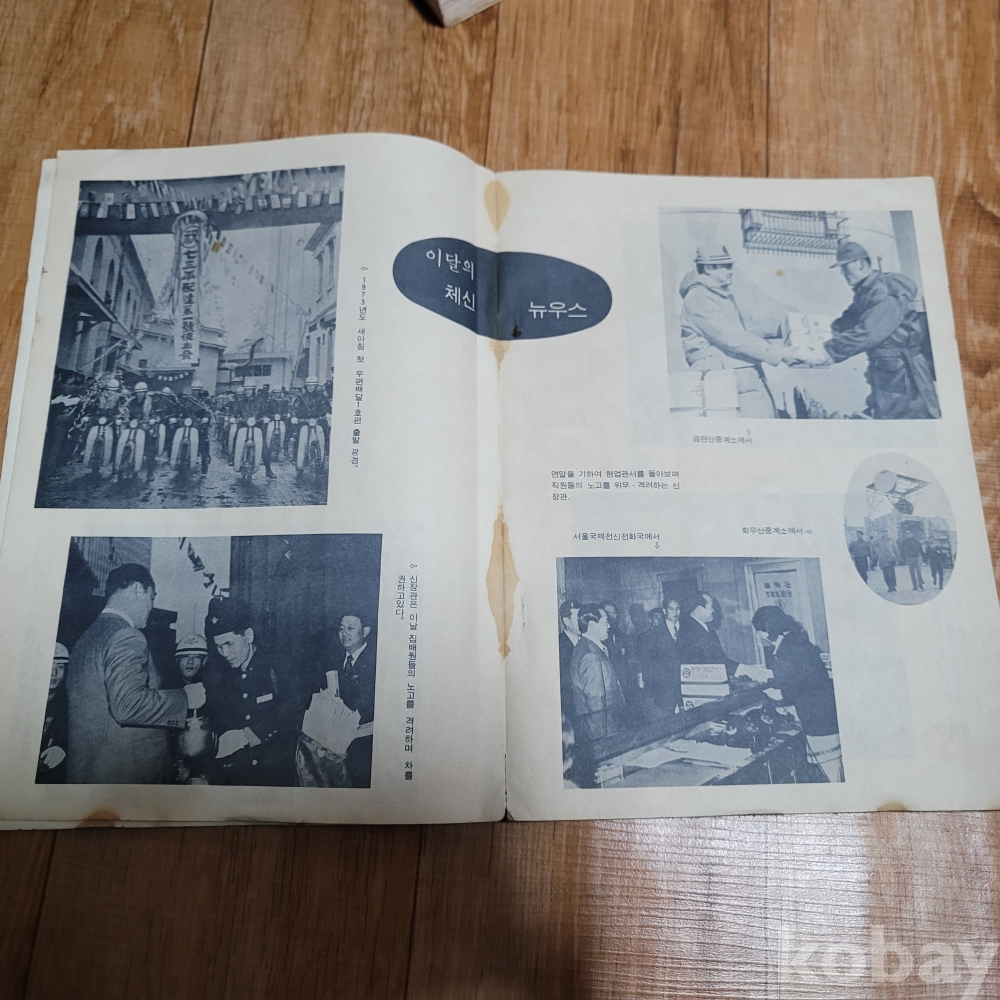 이달의
체신 뉴우스
⇦ 1973년도 새아침 첫 우편배달 1호편 출발 광경。
⇦ 신장관은 이날 집배원들의 노고를 격려하며 차를
권하고있다。
금련산중계소에서
연말을 기하여 현업관서를 돌아보며
직원들의 노고를 위무·격려하는 신
장관.
학무산중계소에서 ⇨
서울국제전신전화국에서
TELEX
kobay